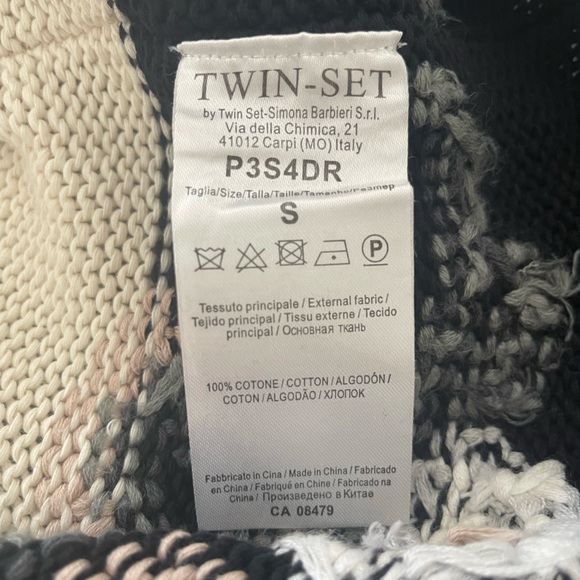 TWIN-SET
by Twin Set-Simona Barbieri S.r.l.
Via della Chimica, 21
41012 Carpi (MO) Italy
P3S4DR
Taglia/Size/Talla/Taille/Tamanho/Размер
S
P
Tessuto principale / External fabric /
Tejido principal / Tissu externe / Tecido
principal / Основная ткань
100% COTONE / COTTON / ALGODÓN /
COTON / ALGODÃO / ХЛОПОК
Fabbricato in Cina / Made in China / Fabricado
en China / Fabriqué en Chine / Fabricado
en China / Произведено в Китае
CA 08479